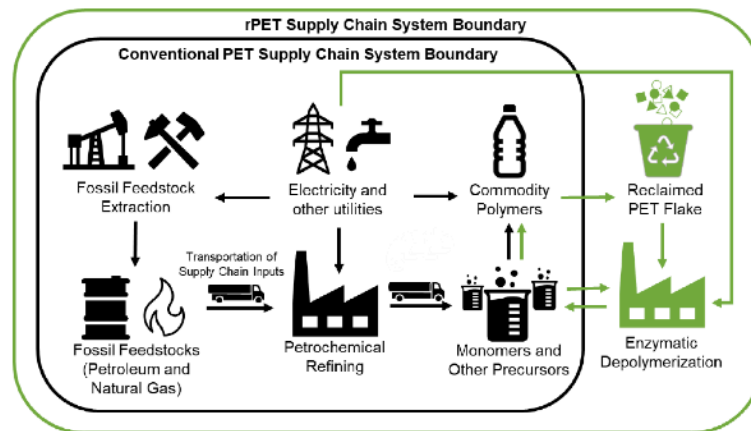 rPET Supply Chain System Boundary
Conventional PET Supply Chain System Boundary
Fossil Feedstock
Extraction
Electricity and
other utilities
Commodity
Polymers
Reclaimed
PET Flake
Transportation of
Supply Chain Inputs
Fossil Feedstocks
(Petroleum and
Natural Gas)
Petrochemical
Refining
Monomers and
Other Precursors
Enzymatic
Depolymerization